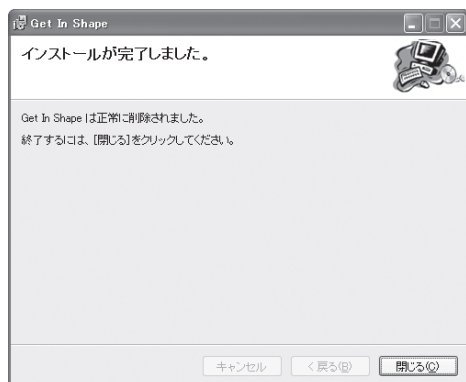 Get In Shape
インストールが完了しました。
Get In Shape は正常に削除されました。
終了するには、[閉じる]をクリックしてください。
キャンセル
< 戻る(B)
閉じる(C)